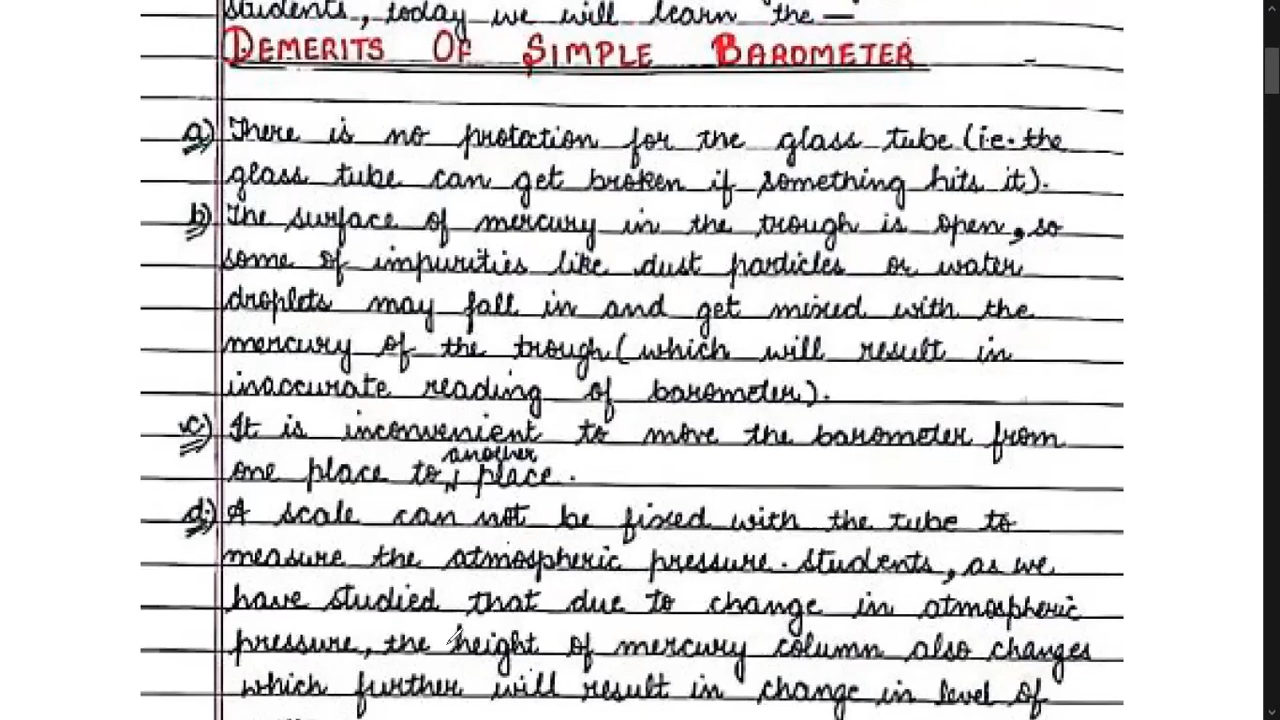 students, today we will learn the —
DEMERITS OF SIMPLE BAROMETER
a) There is no protection for the glass tube (i.e. the
glass tube can get broken if something hits it).
b) The surface of mercury in the trough is open, so
some of impurities like dust particles or water
droplets may fall in and get mixed with the
mercury of the trough (which will result in
inaccurate reading of barometer).
c) It is inconvenient to move the barometer from
another
one place to place.
d) A scale can not be fixed with the tube to
measure the atmospheric pressure. Students, as we
have studied that due to change in atmospheric
pressure, the height of mercury column also changes
which further will result in change in level of